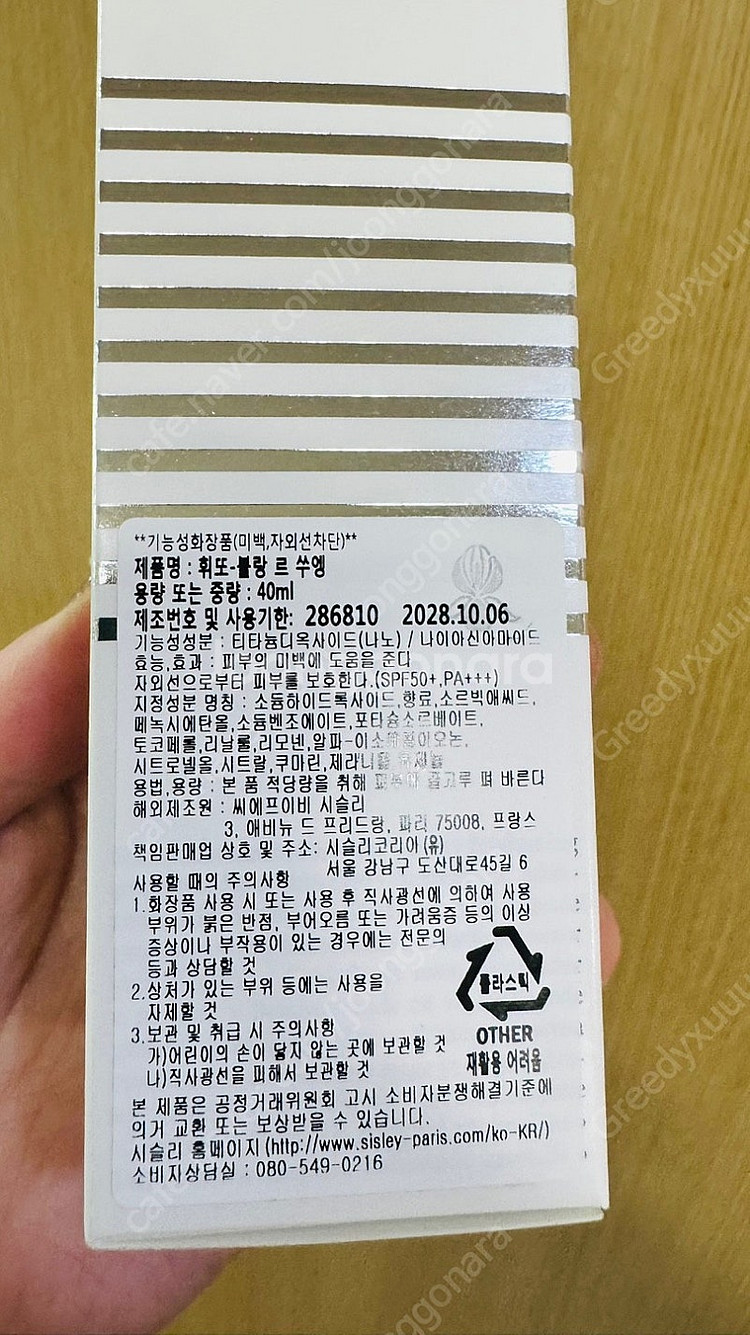 **기능성화장품(미백,자외선차단)**
제품명 : 휘또-블랑 르 쑤엥
용량 또는 중량 : 40ml
제조번호 및 사용기한: 286810 2028.10.06
기능성성분 : 티타늄디옥사이드(나노) / 나이아신아마이드
효능,효과 : 피부의 미백에 도움을 준다
자외선으로부터 피부를 보호한다.(SPF50+,PA+++)
지정성분 명칭 : 소듐하이드록사이드,향료,소르빅애씨드,
페녹시에탄올,소듐벤조에이트,포타슘소르베이트,
토코페롤,리날룰,리모넨,알파-이소메칠이오논,
시트로넬올,시트랄,쿠마린,제라니올
용법,용량 : 본 품 적당량을 취해 피부에 골고루 펴 바른다
해외제조원 : 씨에프이비 시슬리
3, 애비뉴 드 프리드랑, 파리 75008, 프랑스
책임판매업 상호 및 주소: 시슬리코리아(유)
서울 강남구 도산대로45길 6
사용할 때의 주의사항
1.화장품 사용 시 또는 사용 후 직사광선에 의하여 사용
부위가 붉은 반점, 부어오름 또는 가려움증 등의 이상
증상이나 부작용이 있는 경우에는 전문의
등과 상담할 것
2.상처가 있는 부위 등에는 사용을
자제할 것
3.보관 및 취급 시 주의사항
가)어린이의 손이 닿지 않는 곳에 보관할 것
나)직사광선을 피해서 보관할 것
플라스틱
OTHER
재활용 어려움
본 제품은 공정거래위원회 고시 소비자분쟁해결기준에
의거 교환 또는 보상받을 수 있습니다.
시슬리 홈페이지(http://www.sisley-paris.com/ko-KR/)
소비지상담실 : 080-549-0216
cafe.naver.com/joonggonara
Greedyxuuu
Greedyxuuu
Greedyxuuu
joonggonara